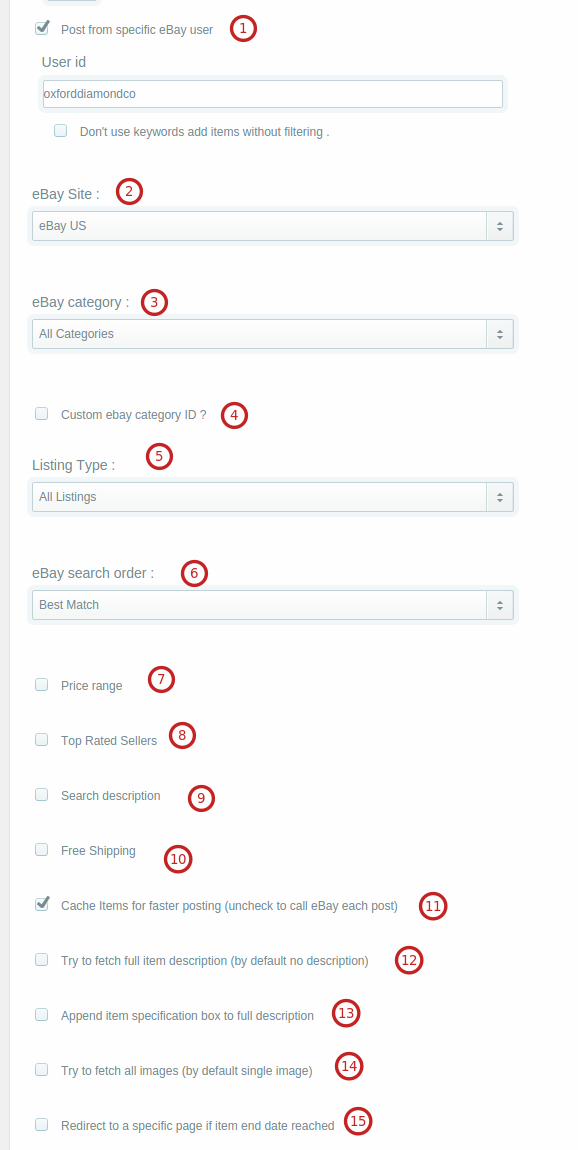 Post from specific eBay user 1
User id
oxforddiamondco
Don't use keywords add items without filtering .
eBay Site : 2
eBay US
eBay category : 3
All Categories
Custom ebay category ID ? 4
Listing Type : 5
All Listings
eBay search order : 6
Best Match
Price range 7
Top Rated Sellers 8
Search description 9
Free Shipping 10
Cache Items for faster posting (uncheck to call eBay each post) 11
Try to fetch full item description (by default no description) 12
Append item specification box to full description 13
Try to fetch all images (by default single image) 14
Redirect to a specific page if item end date reached 15